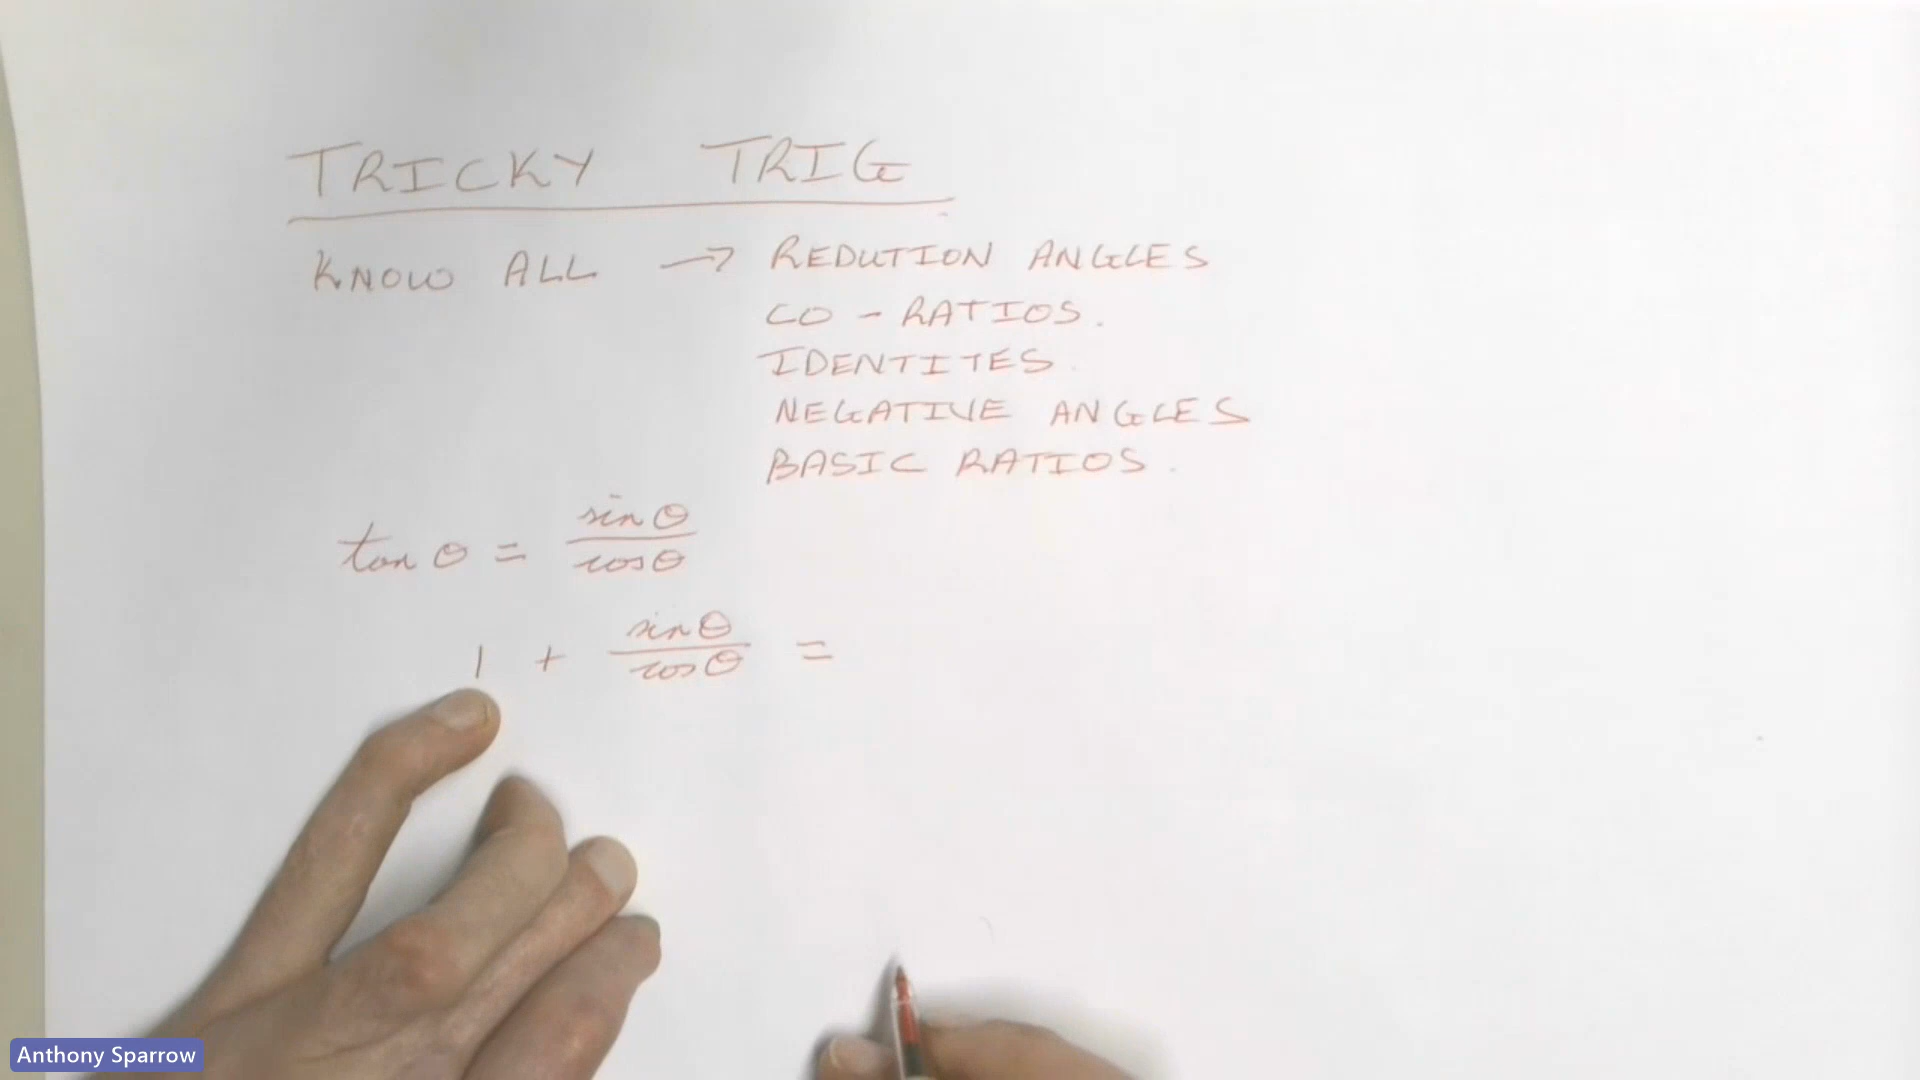 TRICKY TRIG
KNOW ALL → REDUTION ANGLES
CO - RATIOS.
IDENTITES.
NEGATIVE ANGLES
BASIC RATIOS.
tan θ = sin θ / cos θ
1 + sin θ / cos θ =
Anthony Sparrow